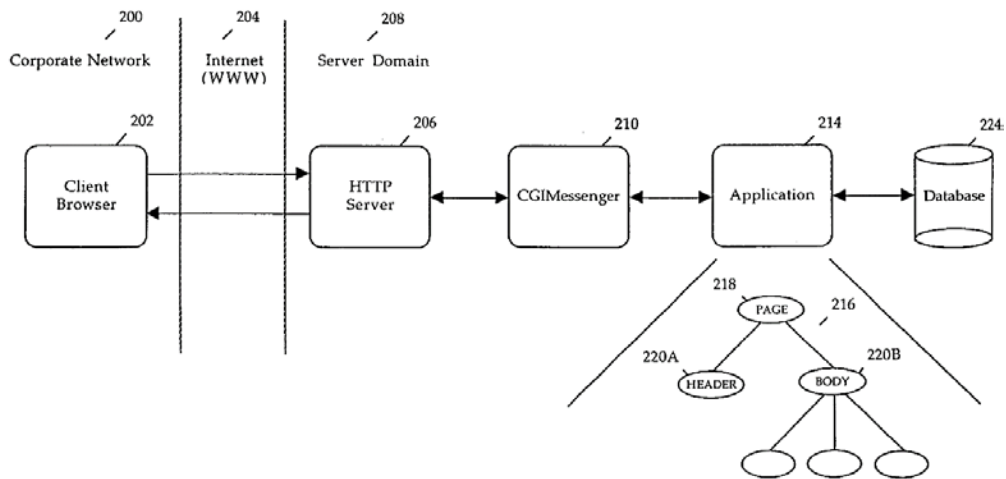 200
204
208
Corporate Network
Internet
(WWW)
Server Domain
202
206
210
214
224
Client
Browser
HTTP
Server
CGIMessenger
Application
Database
218
PAGE
216
220A
220B
HEADER
BODY